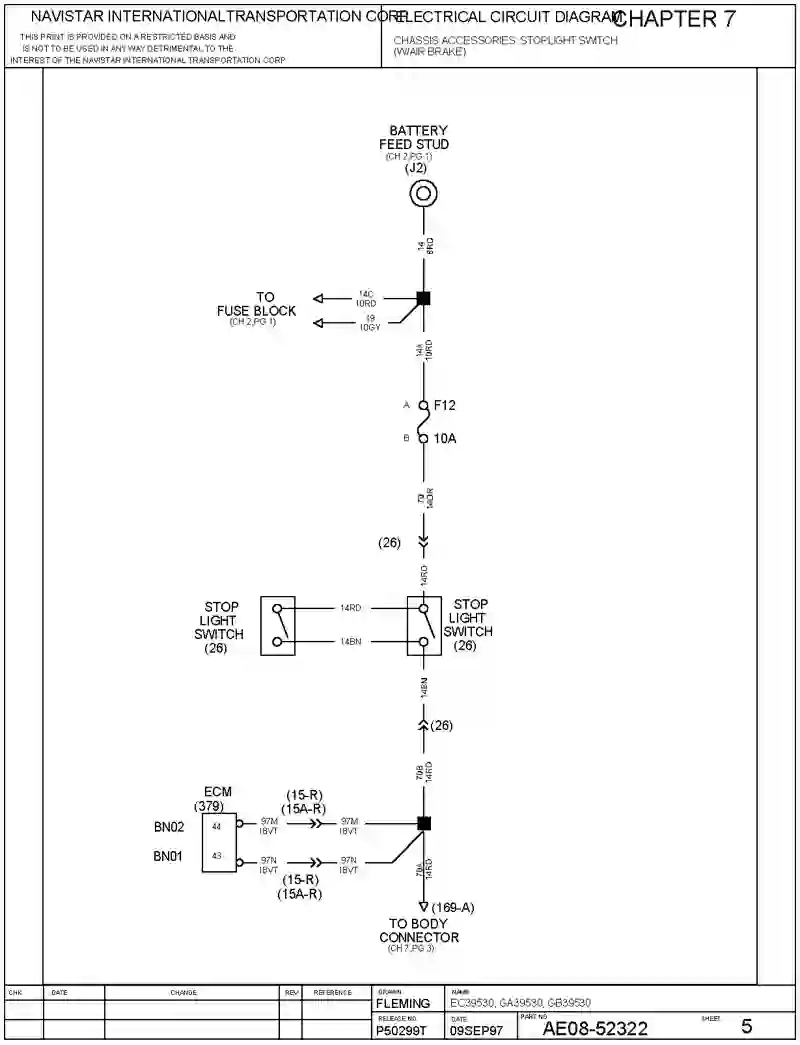 NAVISTAR INTERNATIONAL TRANSPORTATION CORP.
THIS PRINT IS PROVIDED ON A RESTRICTED BASIS AND
IS NOT TO BE USED IN ANY WAY DETRIMENTAL TO THE
INTEREST OF THE NAVISTAR INTERNATIONAL TRANSPORTATION CORP
ELECTRICAL CIRCUIT DIAGRAM
CHAPTER 7
CHASSIS ACCESSORIES: STOPLIGHT SWITCH
(W/AIR BRAKE)
BATTERY
FEED STUD
(CH 2,PG 1)
(J2)
14
6RD
TO
FUSE BLOCK
(CH 2,PG 1)
14C
10RD
19
10GY
14A
10RD
A
F12
B
10A
70
14OR
(26)
14RD
STOP
LIGHT
SWITCH
(26)
14RD
14BN
STOP
LIGHT
SWITCH
(26)
14BN
(26)
70B
14RD
ECM
(379)
(15-R)
(15A-R)
BN02
44
97M
18VT
97M
18VT
BN01
43
97N
18VT
97N
18VT
(15-R)
(15A-R)
70A
14RD
(169-A)
TO BODY
CONNECTOR
(CH 7,PG 3)
CHK
DATE
CHANGE
REV
REFERENCE
DRAWN
FLEMING
NAME
EC39530, GA39530, GB39530
RELEASE NO.
P50299T
DATE
09SEP97
PART NO
AE08-52322
SHEET
5